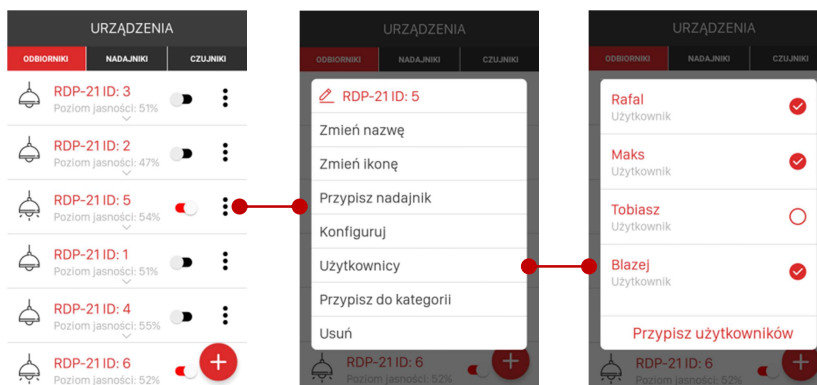 URZĄDZENIA
ODBIORNIKI NADAJNIKI CZUJNIKI
RDP-21 ID: 3
Poziom jasności: 51%
RDP-21 ID: 2
Poziom jasności: 47%
RDP-21 ID: 5
Poziom jasności: 54%
RDP-21 ID: 1
Poziom jasności: 51%
RDP-21 ID: 4
Poziom jasności: 55%
RDP-21 ID: 6
Poziom jasności: 52%
URZĄDZENIA
ODBIORNIKI NADAJNIKI CZUJNIKI
RDP-21 ID: 5
Zmień nazwę
Zmień ikonę
Przypisz nadajnik
Konfiguruj
Użytkownicy
Przypisz do kategorii
Usuń
RDP-21 ID: 6
Poziom jasności: 52%
URZĄDZENIA
ODBIORNIKI NADAJNIKI CZUJNIKI
Rafal
Użytkownik
Maks
Użytkownik
Tobiasz
Użytkownik
Blazej
Użytkownik
Przypisz użytkowników
RDP-21 ID: 6
Poziom jasności: 52%